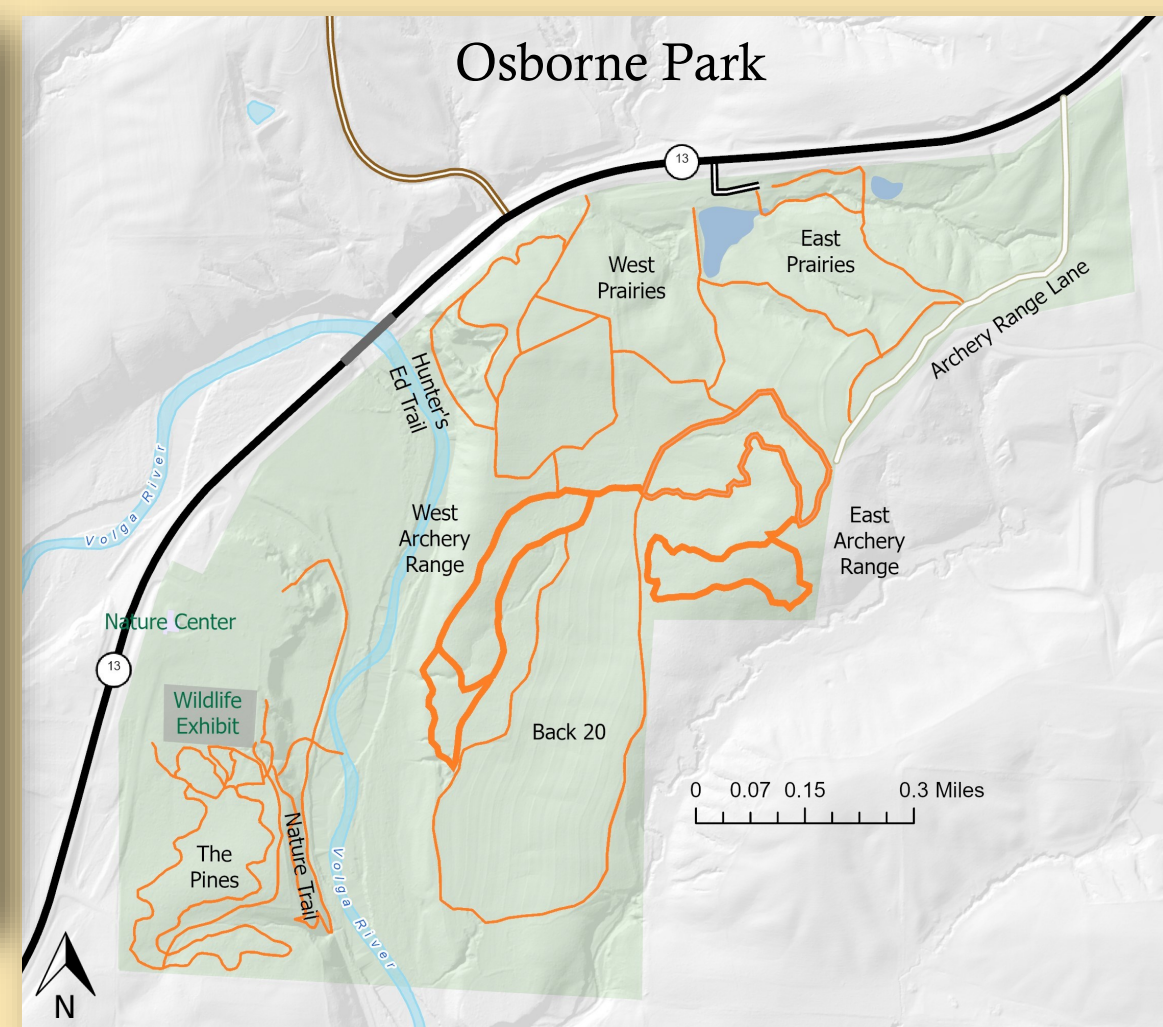 Osborne Park
13
West
Prairies
East
Prairies
Archery Range Lane
Hunter's
Ed Trail
Volga River
West
Archery
Range
East
Archery
Range
Nature Center
13
Wildlife
Exhibit
Back 20
0 0.07 0.15 0.3 Miles
The
Pines
Nature Trail
Volga River
N